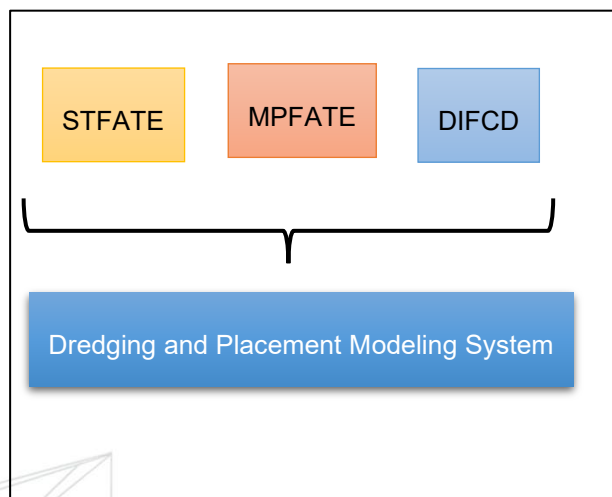 STFATE
MPFATE
DIFCD
Dredging and Placement Modeling System